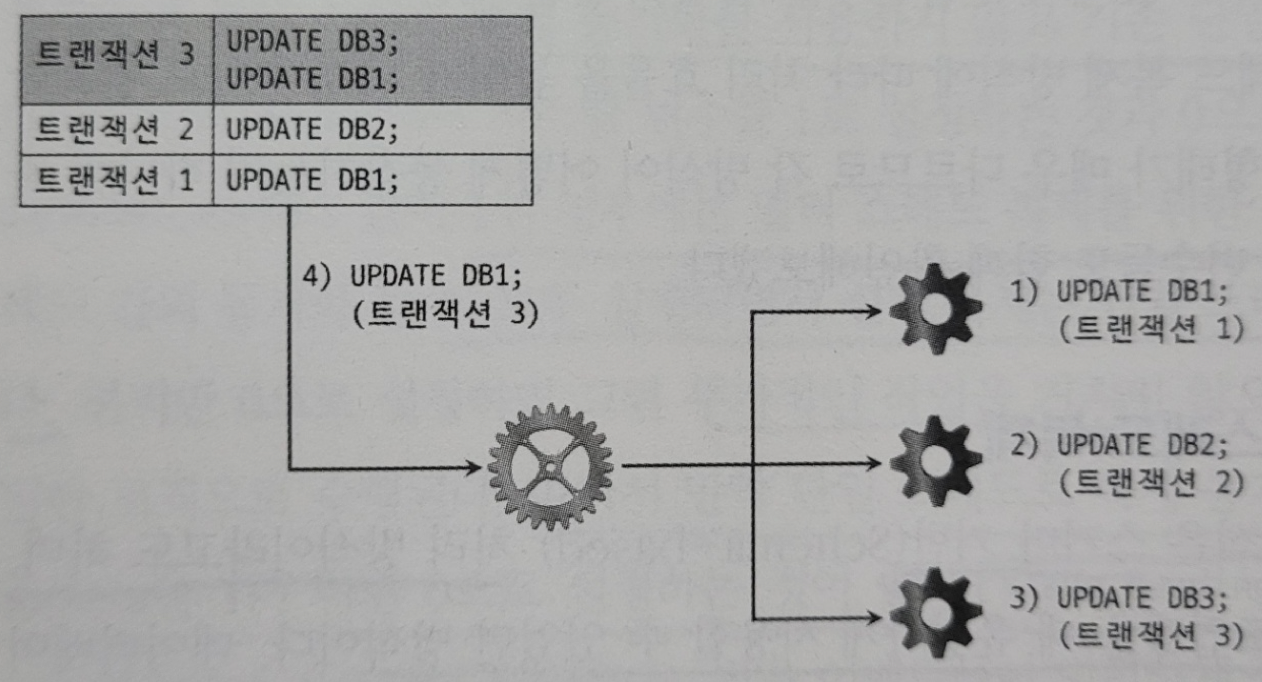 트랜잭션 3
UPDATE DB3;
UPDATE DB1;
트랜잭션 2
UPDATE DB2;
트랜잭션 1
UPDATE DB1;
4) UPDATE DB1;
(트랜잭션 3)
1) UPDATE DB1;
(트랜잭션 1)
2) UPDATE DB2;
(트랜잭션 2)
3) UPDATE DB3;
(트랜잭션 3)